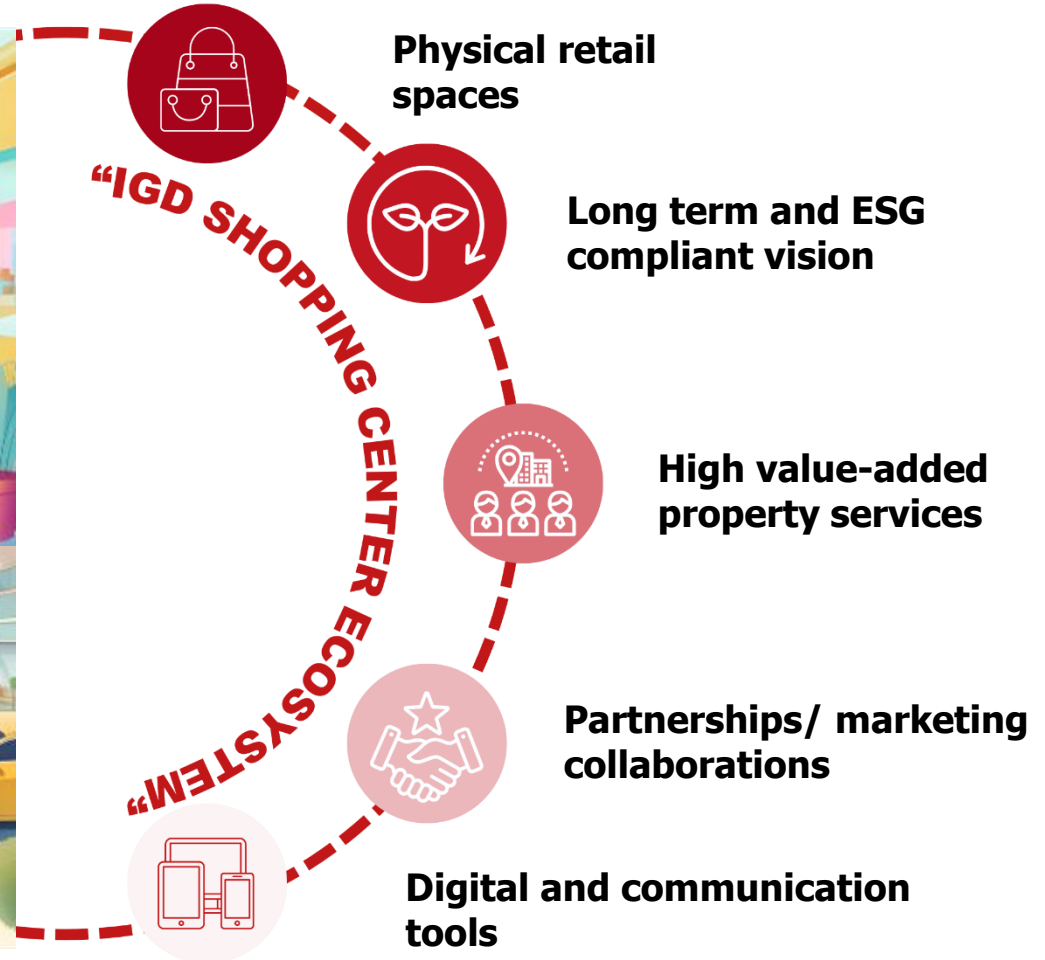 Physical retail
spaces
“IGD SHOPPING CENTER ECOSYSTEM”
Long term and ESG
compliant vision
High value-added
property services
Partnerships/ marketing
collaborations
Digital and communication
tools